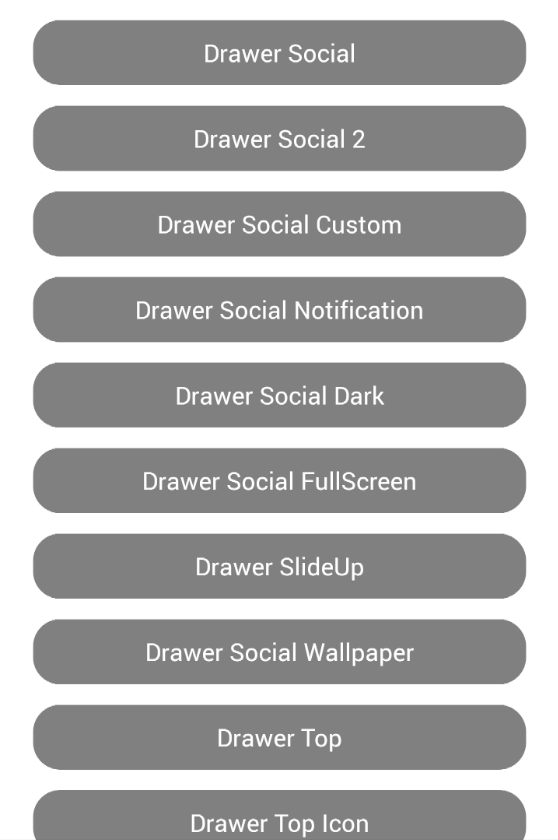 Drawer Social
Drawer Social 2
Drawer Social Custom
Drawer Social Notification
Drawer Social Dark
Drawer Social FullScreen
Drawer SlideUp
Drawer Social Wallpaper
Drawer Top
Drawer Top Icon